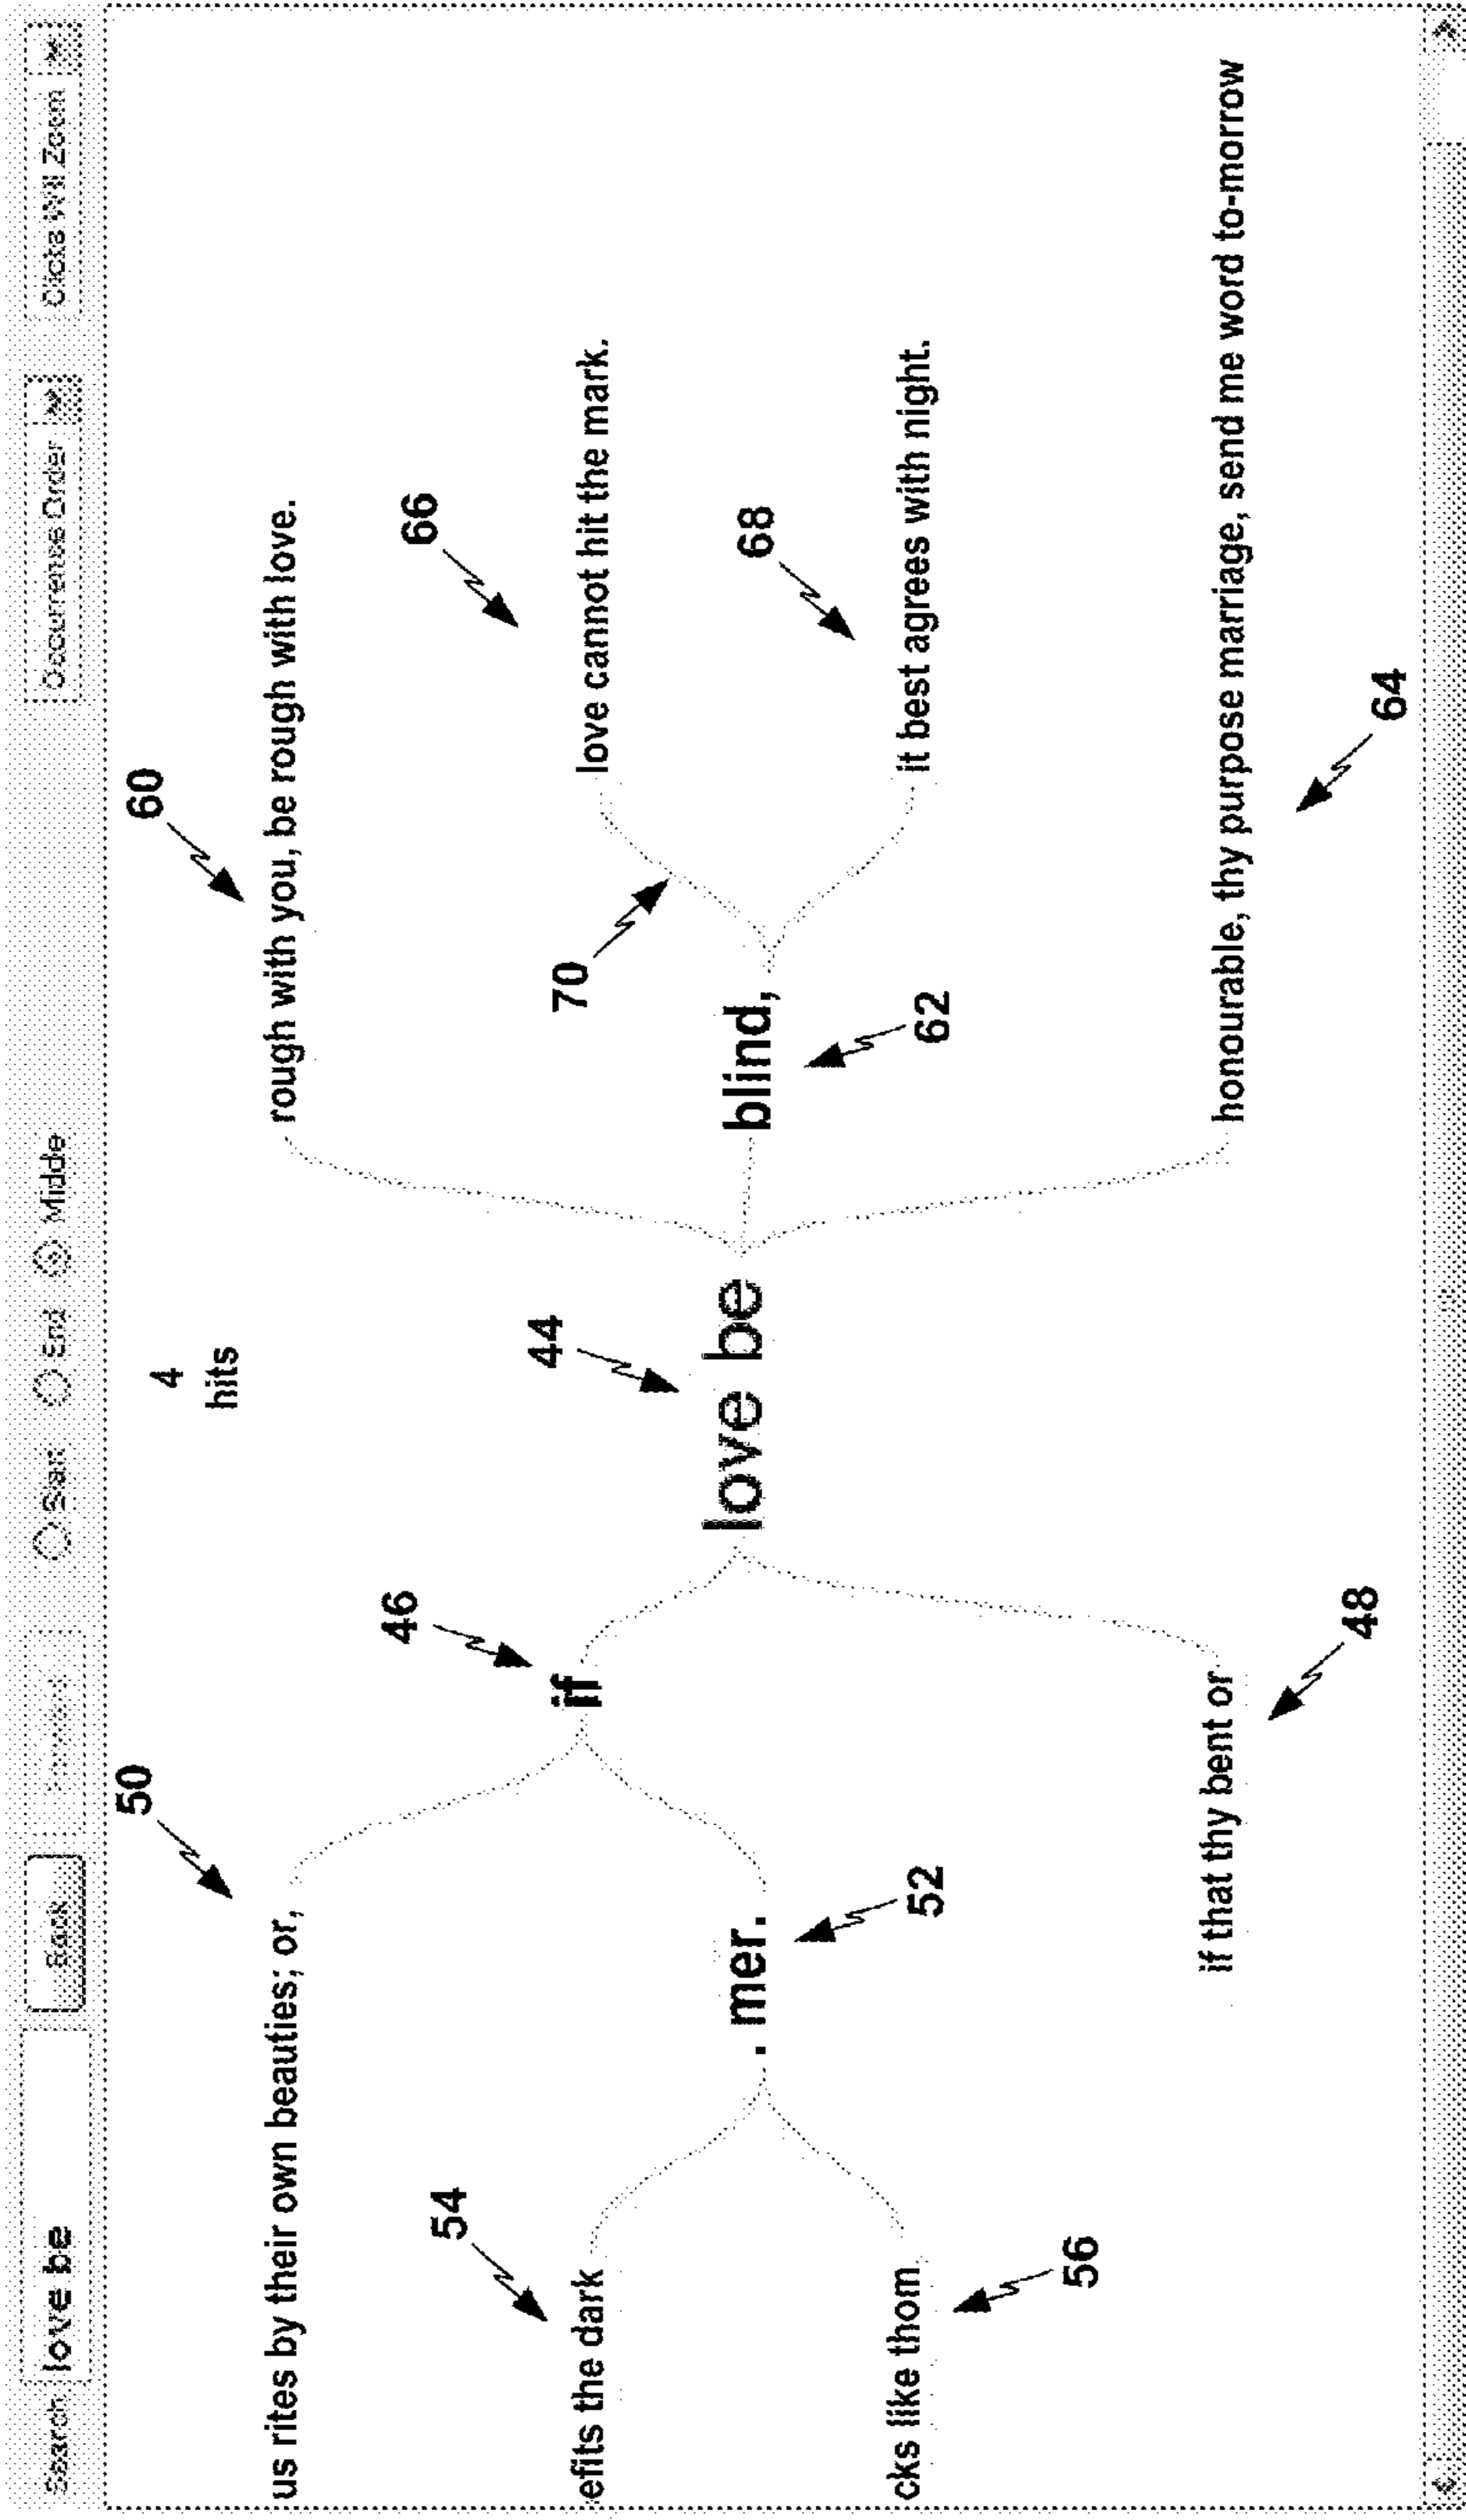 Search love be Back Forward Start End Middle Occurrence Order Clicks Will Zoom
4
hits
50
60
us rites by their own beauties; or,
rough with you, be rough with love.
54
46
44
66
efits the dark
if
70
love cannot hit the mark.
. mer.
love be
blind,
68
cks like thom
52
62
it best agrees with night.
56
if that thy bent or
honourable, thy purpose marriage, send me word to-morrow
48
64